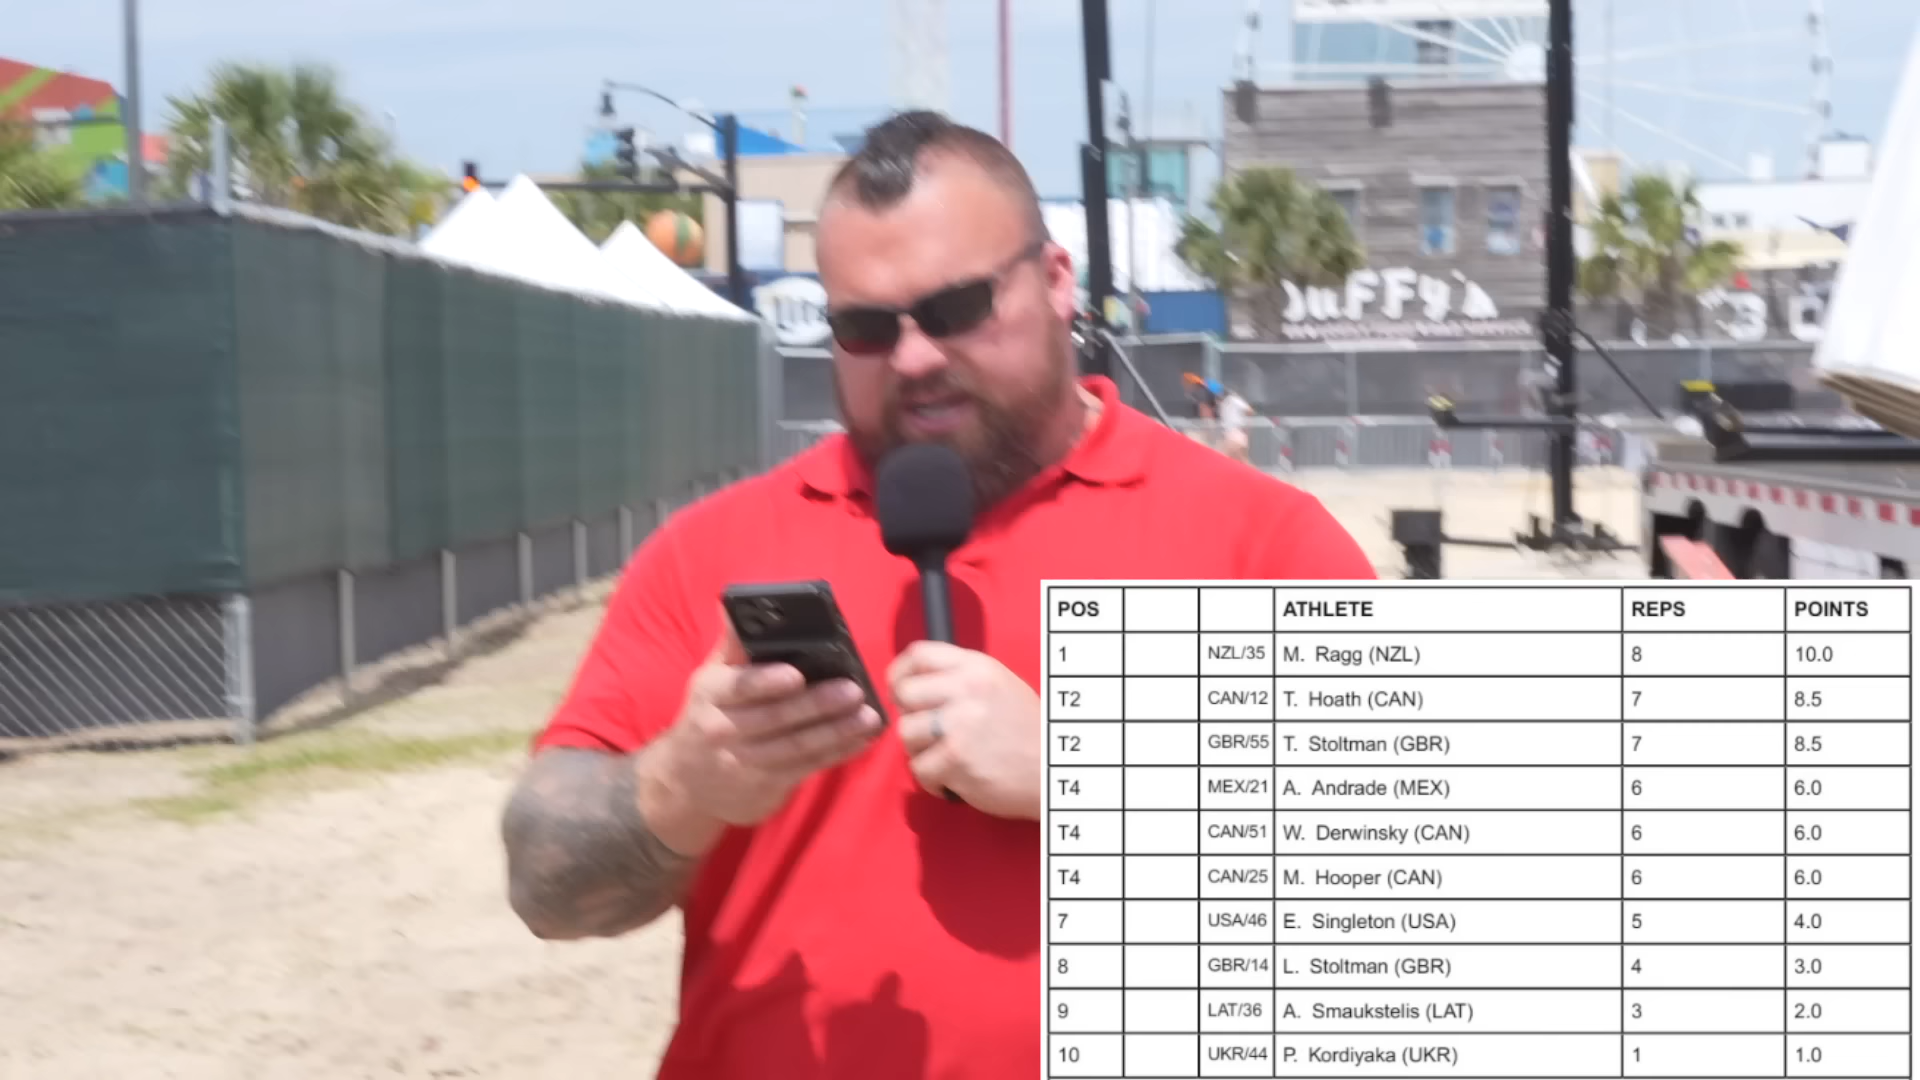 JuFFy's
POS ATHLETE REPS POINTS
1 NZL/35 M. Ragg (NZL) 8 10.0
T2 CAN/12 T. Hoath (CAN) 7 8.5
T2 GBR/55 T. Stoltman (GBR) 7 8.5
T4 MEX/21 A. Andrade (MEX) 6 6.0
T4 CAN/51 W. Derwinsky (CAN) 6 6.0
T4 CAN/25 M. Hooper (CAN) 6 6.0
7 USA/46 E. Singleton (USA) 5 4.0
8 GBR/14 L. Stoltman (GBR) 4 3.0
9 LAT/36 A. Smaukstelis (LAT) 3 2.0
10 UKR/44 P. Kordiyaka (UKR) 1 1.0